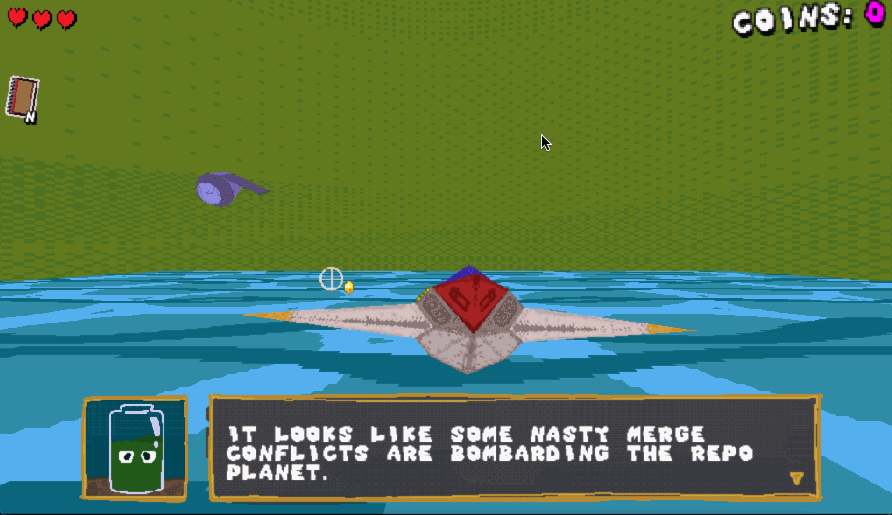 COINS: 0
N
IT LOOKS LIKE SOME NASTY MERGE
CONFLICTS ARE BOMBARDING THE REPO
PLANET.